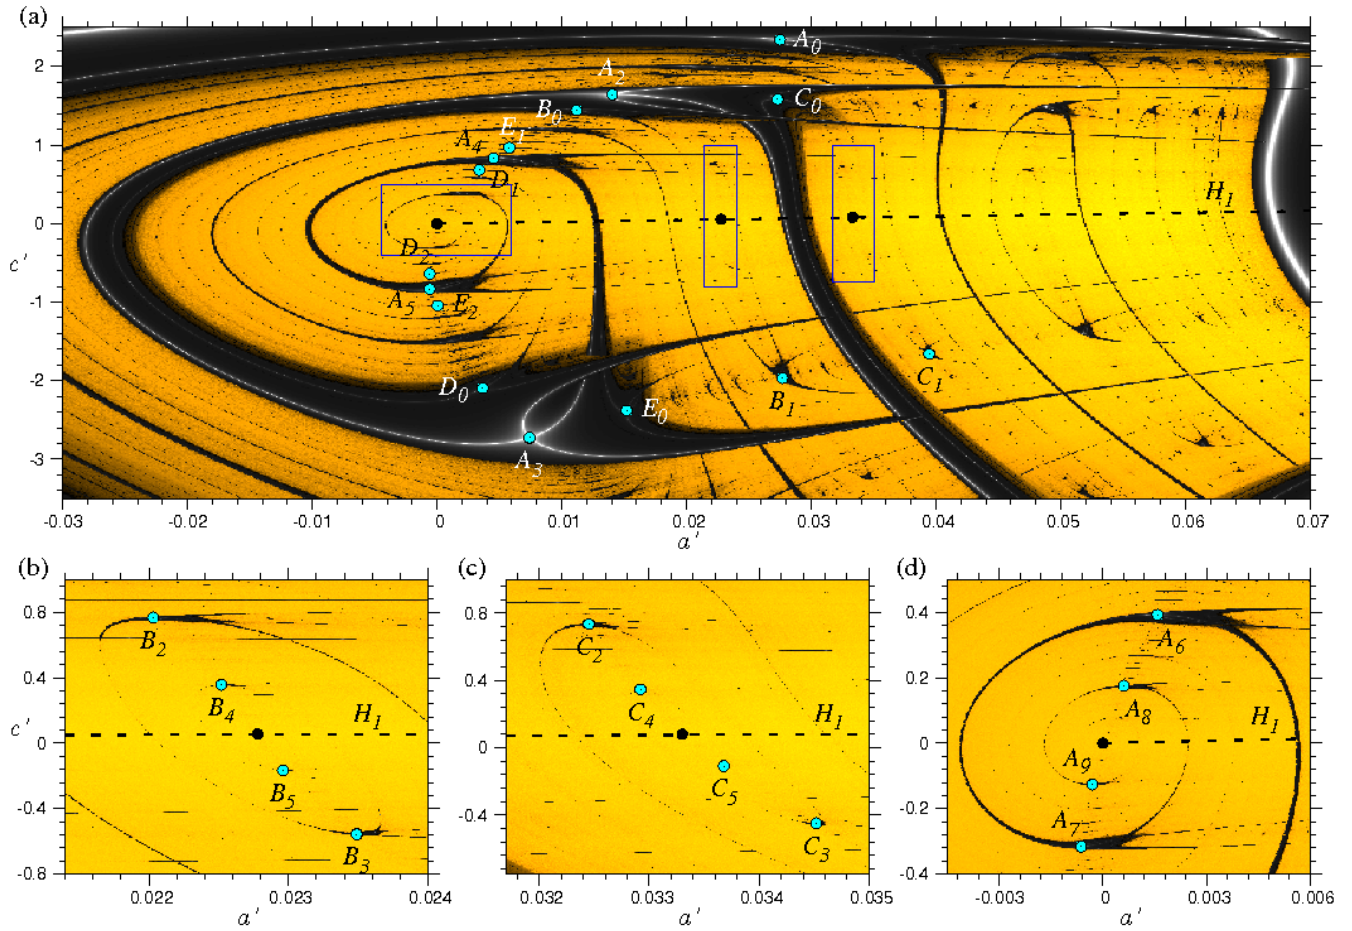 (a)
A0
A2
C0
B0
E1
A4
D1
H1
D2
A5
E2
D0
E0
B1
C1
A3
2
1
0
-1
-2
-3
c'
-0.03 -0.02 -0.01 0 0.01 0.02 0.03 0.04 0.05 0.06 0.07
a'
(b) (c) (d)
0.8
0.4
0
-0.4
-0.8
c'
B2
B4
H1
B5
B3
0.022 0.023 0.024
a'
0.8
0.4
0
-0.4
C2
C4
H1
C5
C3
0.032 0.033 0.034 0.035
a'
0.4
0.2
0
-0.2
-0.4
A6
A8
H1
A9
A7
-0.003 0 0.003 0.006
a'